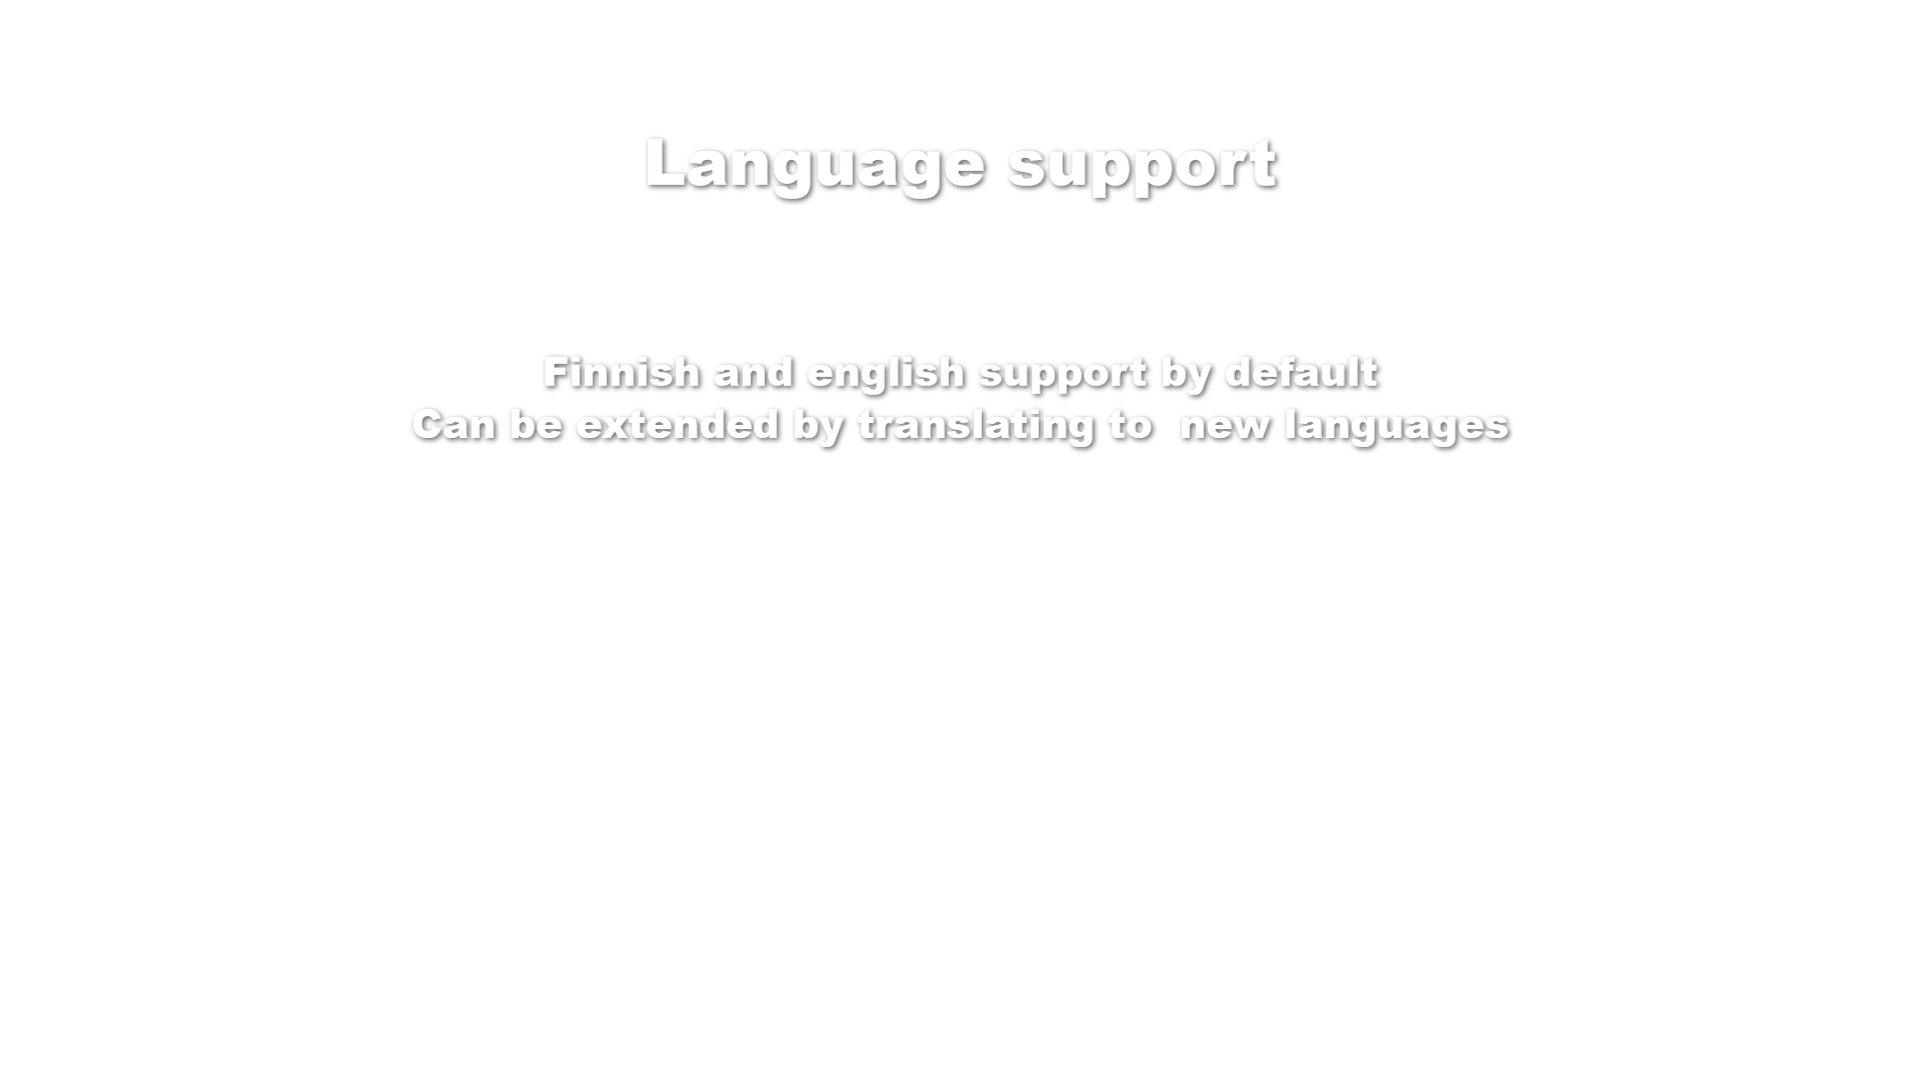 Language support
Finnish and english support by default
Can be extended by translating to  new languages